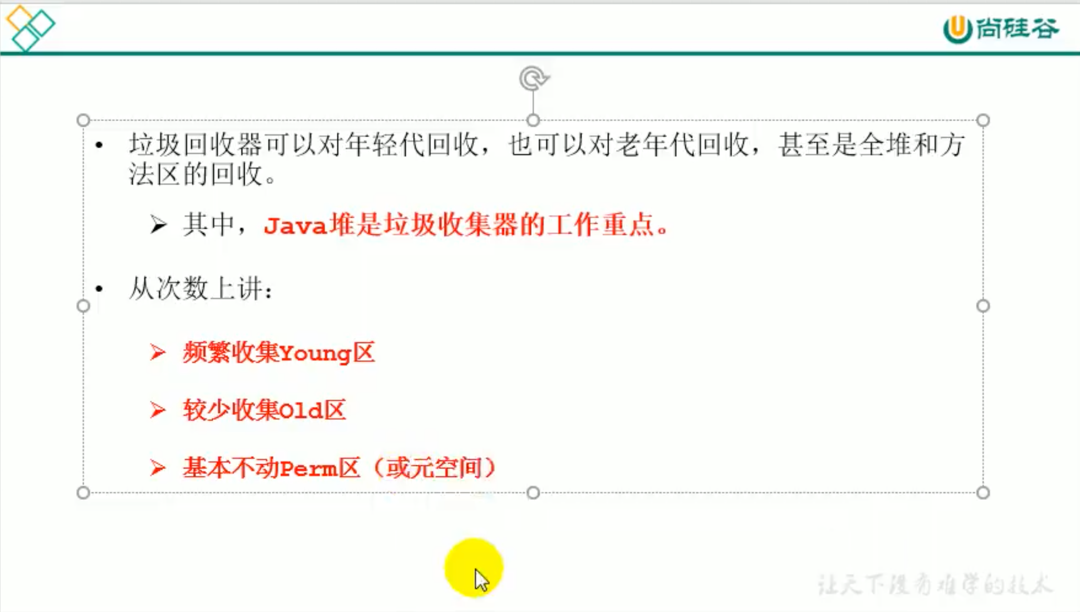 尚硅谷
垃圾回收器可以对年轻代回收，也可以对老年代回收，甚至是全堆和方
法区的回收。
其中，Java堆是垃圾收集器的工作重点。
从次数上讲：
频繁收集Young区
较少收集Old区
基本不动Perm区（或元空间）
让天下没有难学的技术